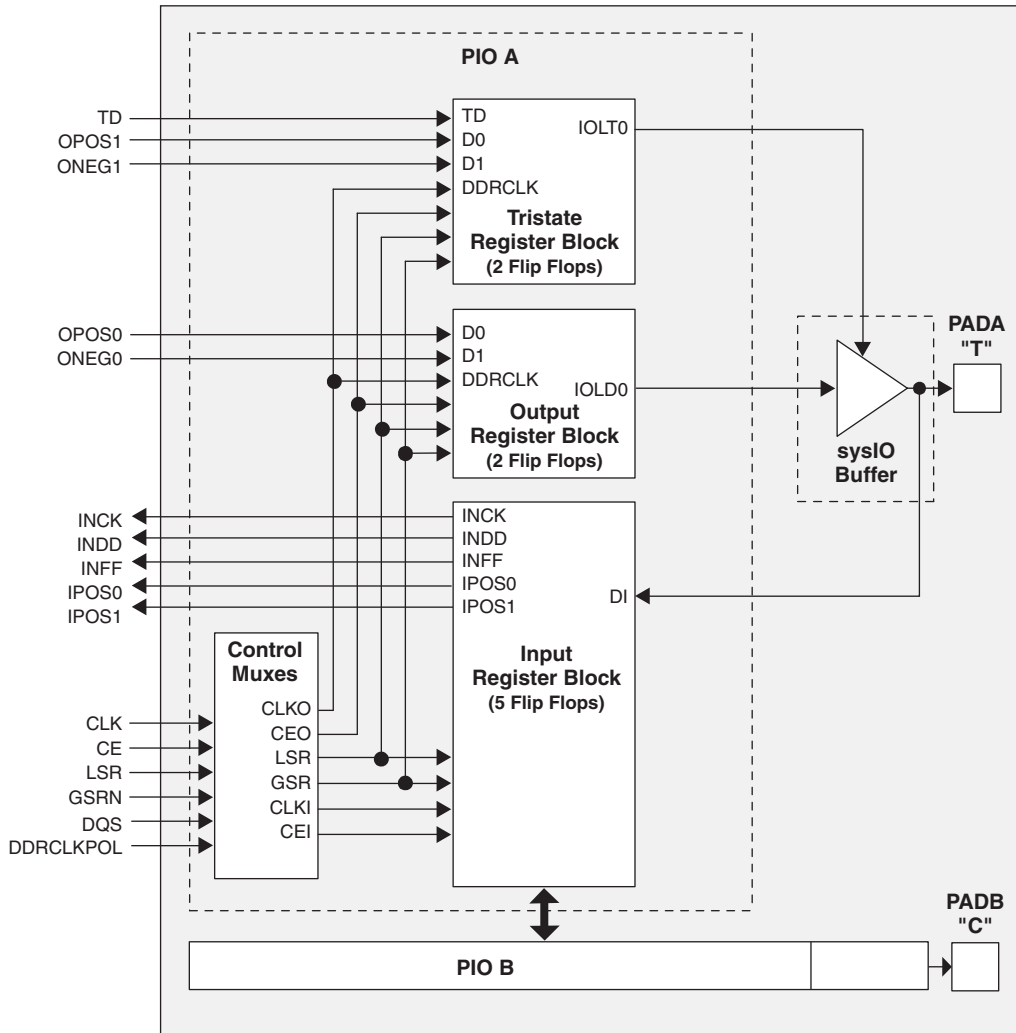 PIO A
TD
OPOS1
ONEG1
TD
D0
D1
DDRCLK
IOLT0
Tristate
Register Block
(2 Flip Flops)
OPOS0
ONEG0
D0
D1
DDRCLK
IOLD0
Output
Register Block
(2 Flip Flops)
PADA
"T"
sysIO
Buffer
INCK
INDD
INFF
IPOS0
IPOS1
INCK
INDD
INFF
IPOS0
IPOS1
DI
Input
Register Block
(5 Flip Flops)
Control
Muxes
CLK
CE
LSR
GSRN
DQS
DDRCLKPOL
CLKO
CEO
LSR
GSR
CLKI
CEI
PADB
"C"
PIO B